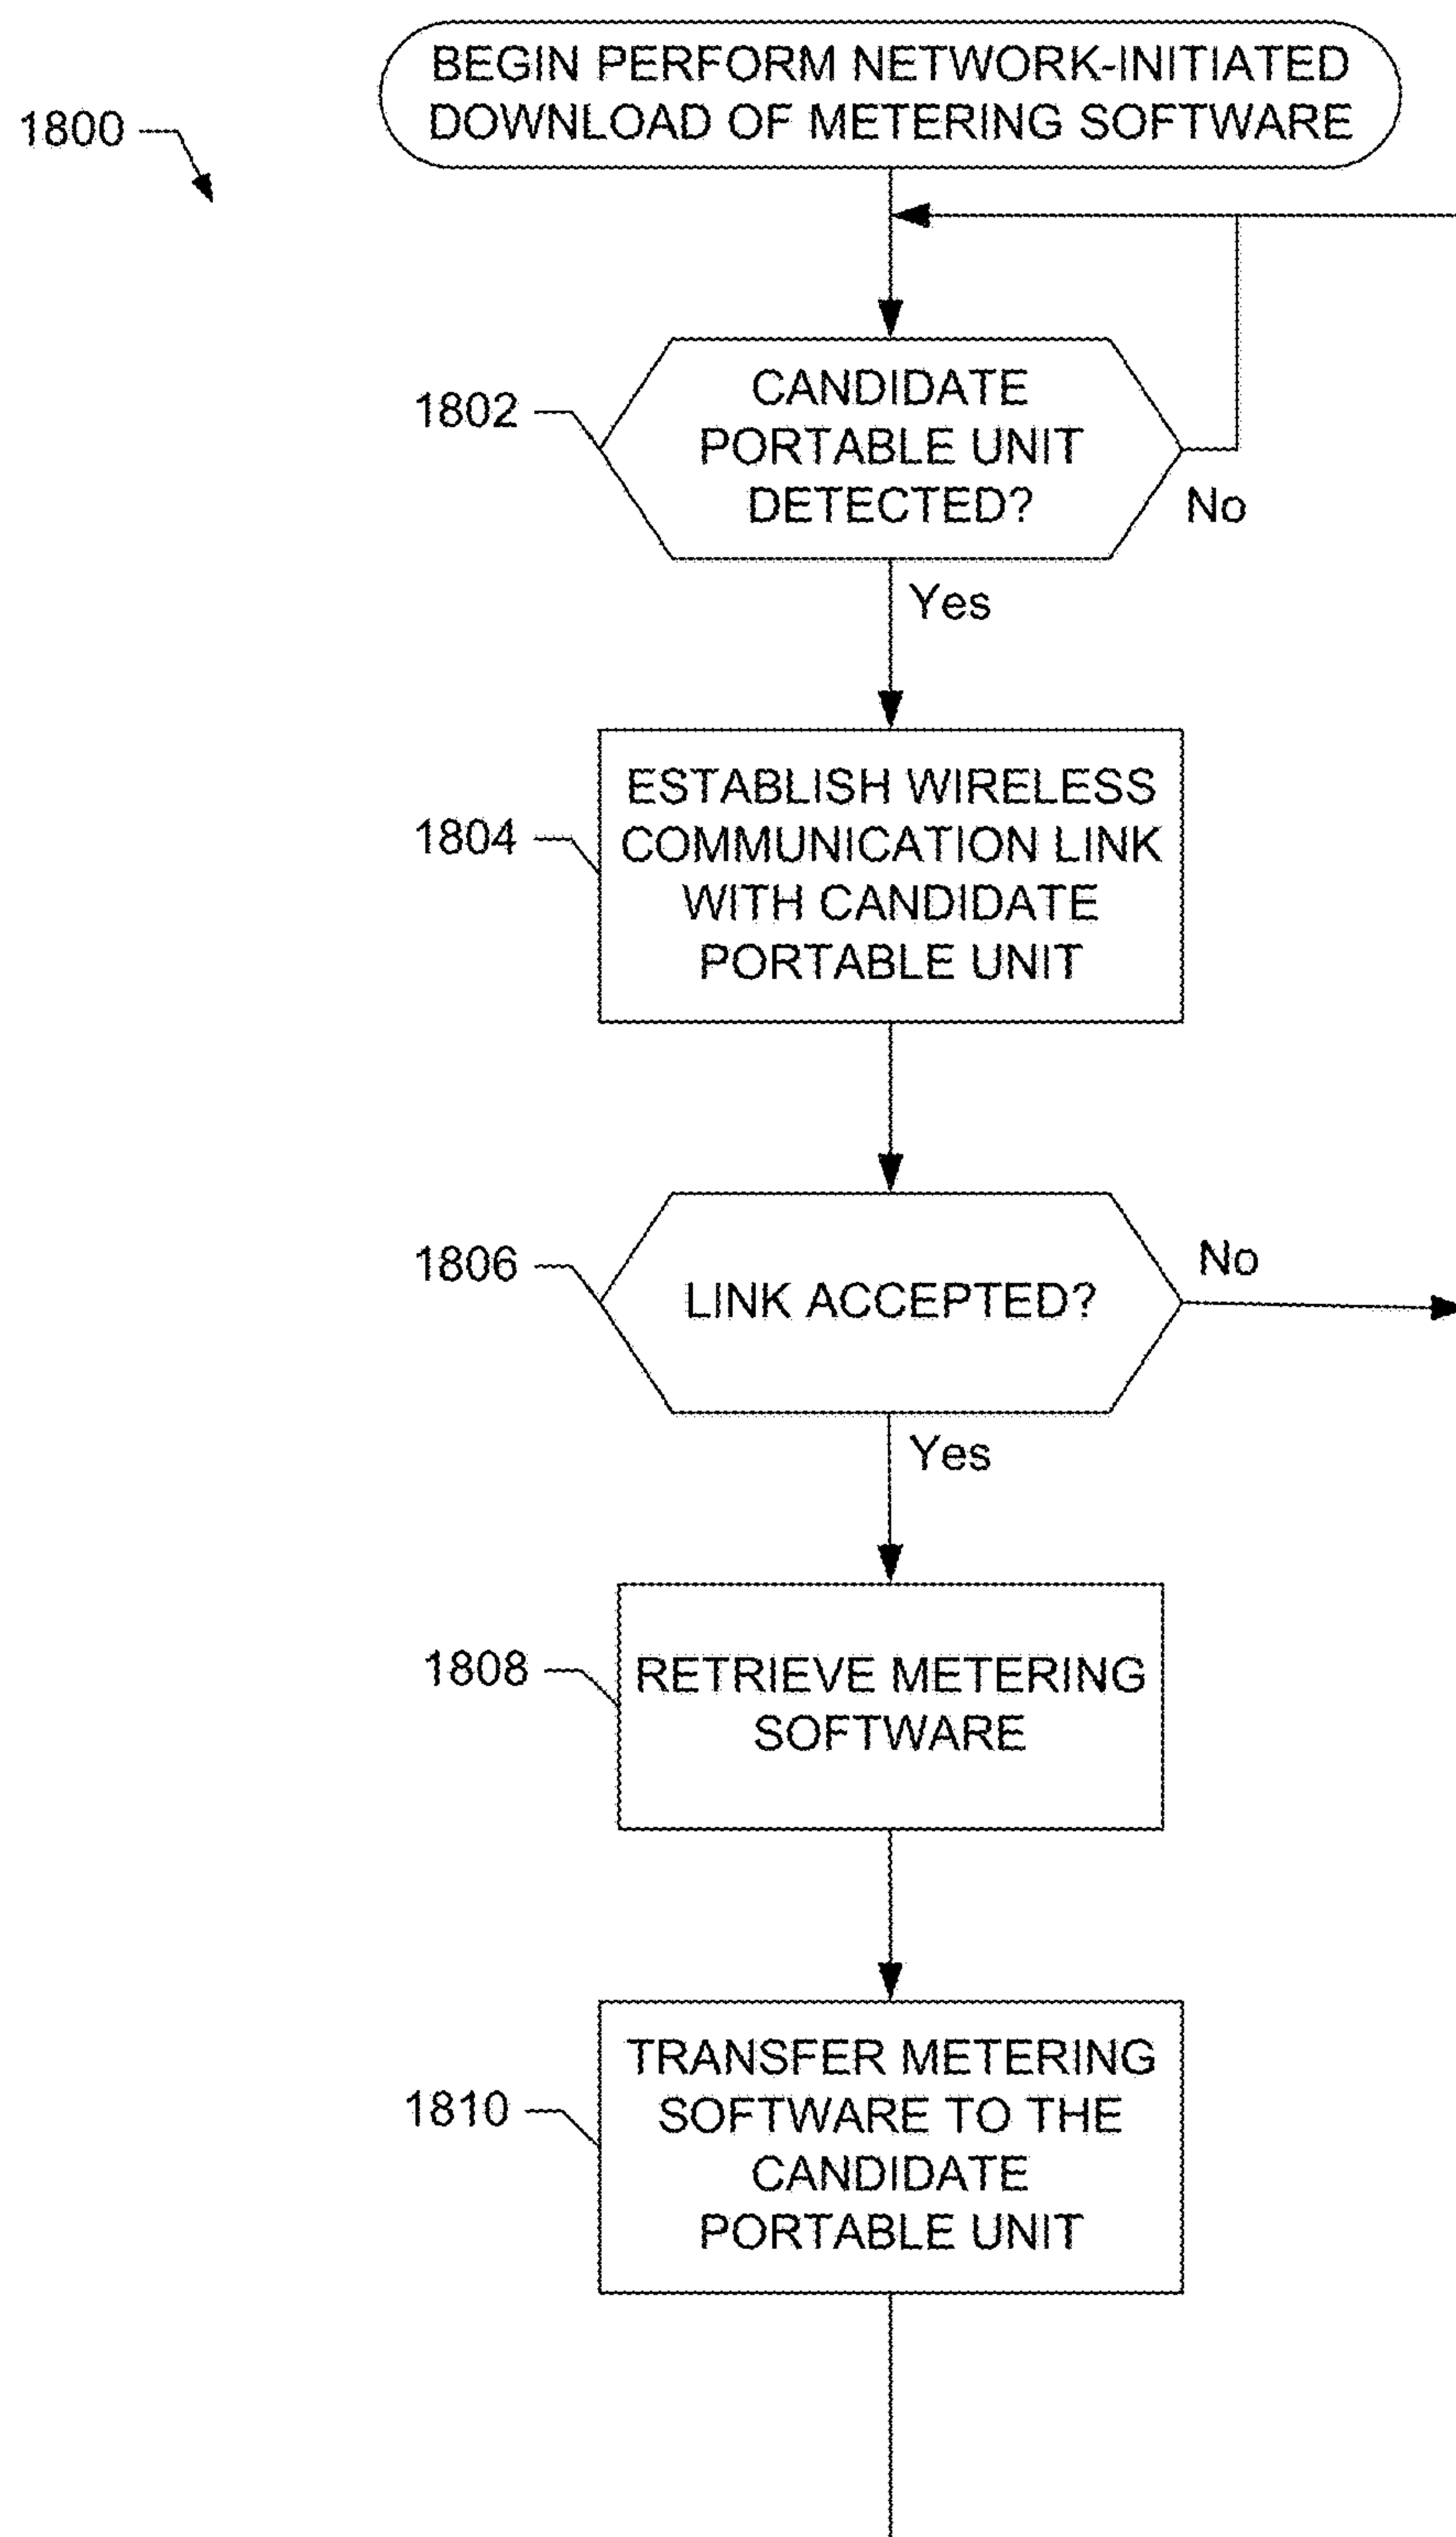 BEGIN PERFORM NETWORK-INITIATED
DOWNLOAD OF METERING SOFTWARE
1800
CANDIDATE
PORTABLE UNIT
DETECTED?
1802
No
Yes
ESTABLISH WIRELESS
COMMUNICATION LINK
WITH CANDIDATE
PORTABLE UNIT
1804
LINK ACCEPTED?
1806
No
Yes
RETRIEVE METERING
SOFTWARE
1808
TRANSFER METERING
SOFTWARE TO THE
CANDIDATE
PORTABLE UNIT
1810